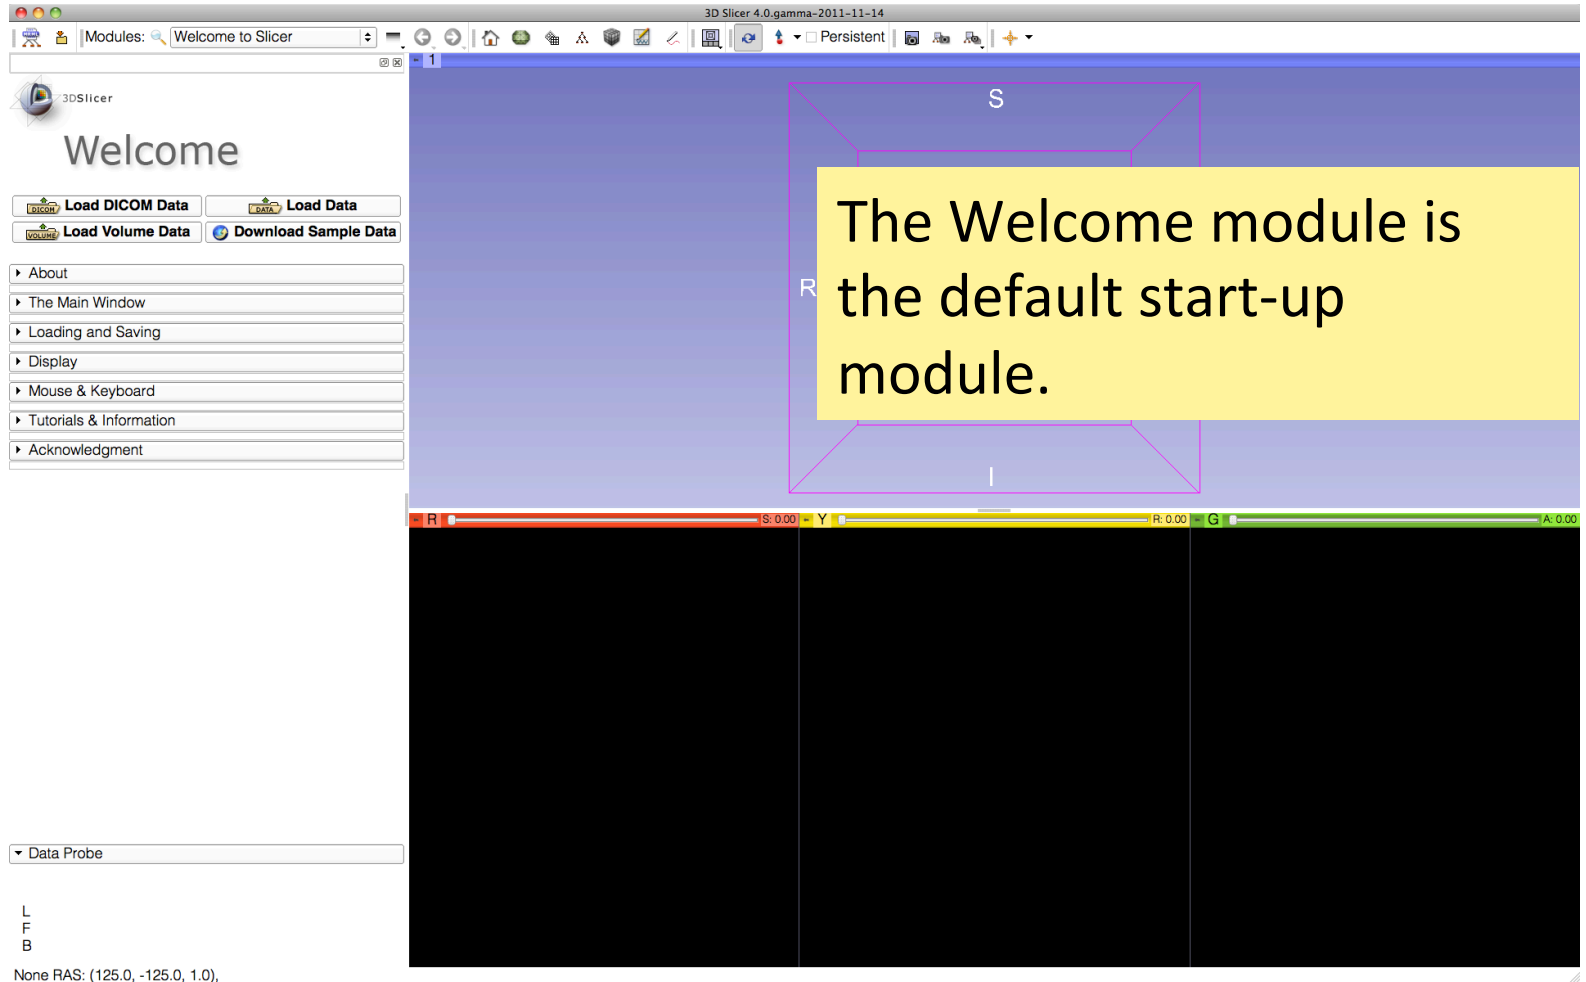 3D Slicer 4.0.gamma-2011-11-14
Modules: Welcome to Slicer
Persistent
1
3DSlicer
Welcome
Load DICOM Data
Load Data
Load Volume Data
Download Sample Data
About
The Main Window
Loading and Saving
Display
Mouse & Keyboard
Tutorials & Information
Acknowledgment
S
R
I
The Welcome module is
the default start-up
module.
R S: 0.00
Y R: 0.00
G A: 0.00
Data Probe
L
F
B
None RAS: (125.0, -125.0, 1.0),